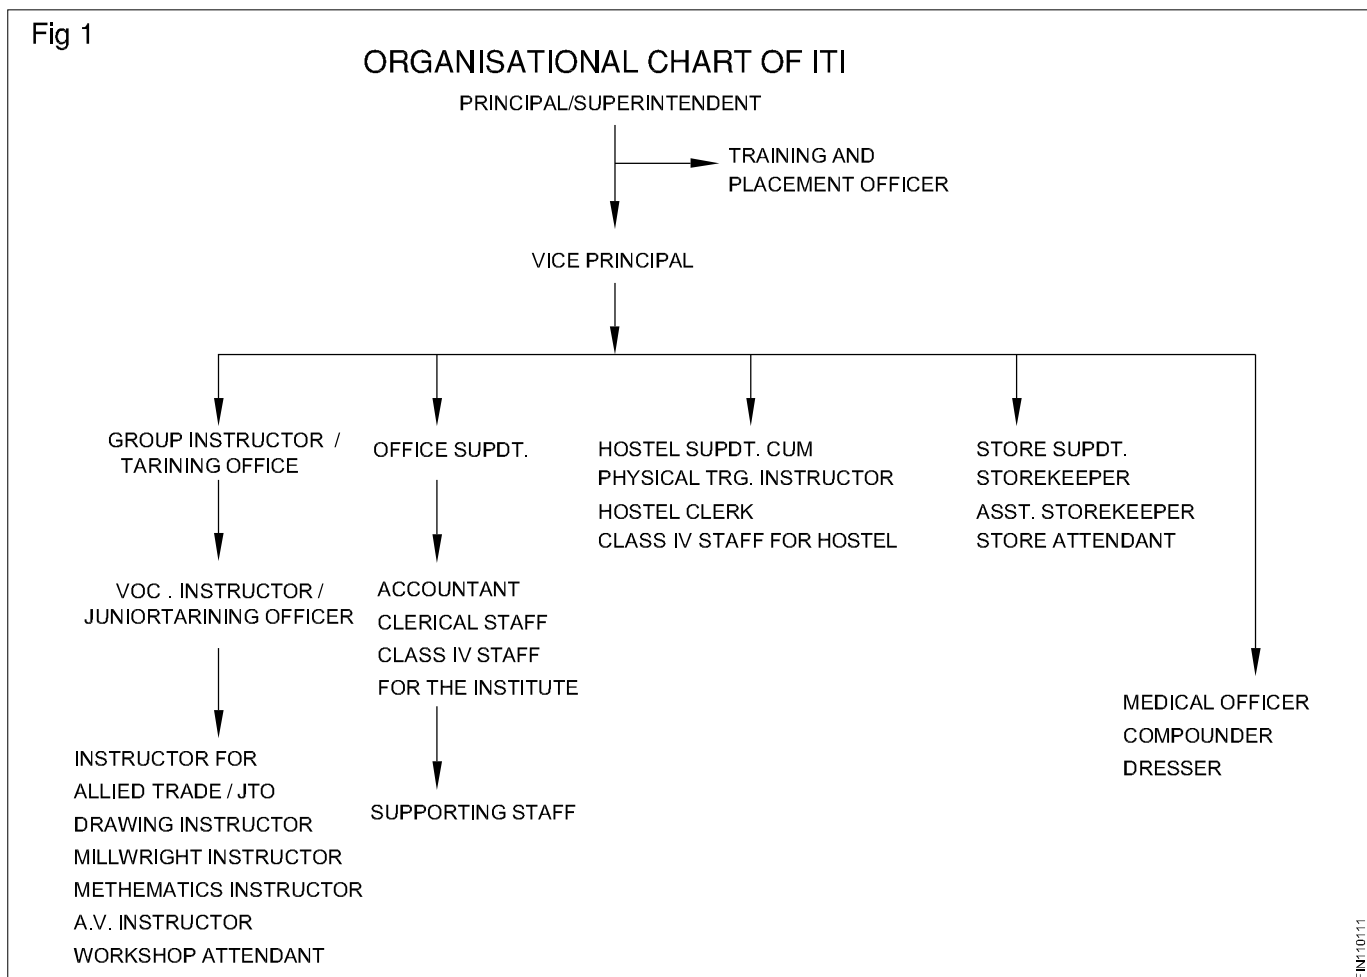 Fig 1
ORGANISATIONAL CHART OF ITI
PRINCIPAL/SUPERINTENDENT
TRAINING AND
PLACEMENT OFFICER
VICE PRINCIPAL
GROUP INSTRUCTOR /
TARINING OFFICE
VOC . INSTRUCTOR /
JUNIORTARINING OFFICER
INSTRUCTOR FOR
ALLIED TRADE / JTO
DRAWING INSTRUCTOR
MILLWRIGHT INSTRUCTOR
METHEMATICS INSTRUCTOR
A.V. INSTRUCTOR
WORKSHOP ATTENDANT
OFFICE SUPDT.
ACCOUNTANT
CLERICAL STAFF
CLASS IV STAFF
FOR THE INSTITUTE
SUPPORTING STAFF
HOSTEL SUPDT. CUM
PHYSICAL TRG. INSTRUCTOR
HOSTEL CLERK
CLASS IV STAFF FOR HOSTEL
STORE SUPDT.
STOREKEEPER
ASST. STOREKEEPER
STORE ATTENDANT
MEDICAL OFFICER
COMPOUNDER
DRESSER